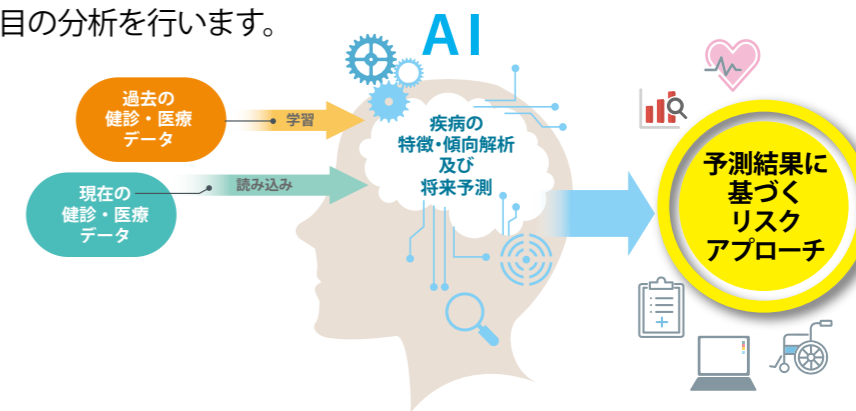 目の分析を行います。
AI
過去の
健診・医療
データ
学習
現在の
健診・医療
データ
読み込み
疾病の
特徴・傾向解析
及び
将来予測
予測結果に
基づく
リスク
アプローチ